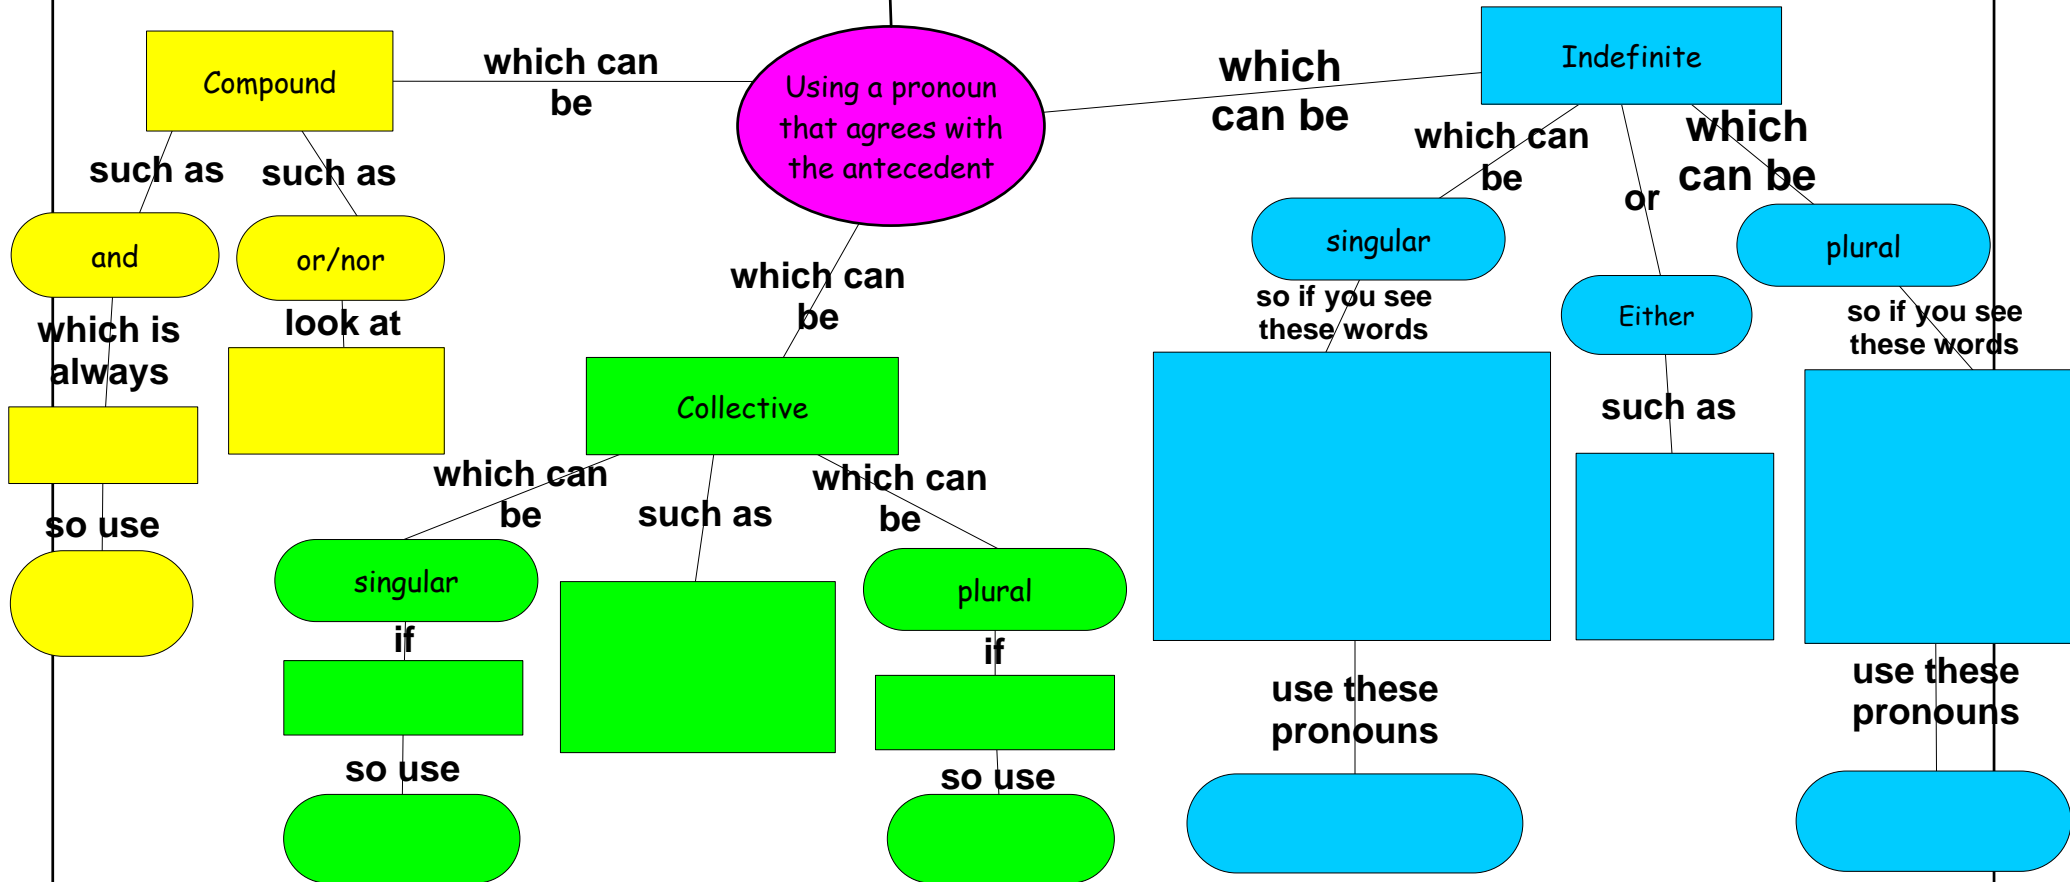 Using a pronoun
that agrees with
the antecedent
which can
be
Compound
such as
and
which is
always
so use
such as
or/nor
look at
which can
be
Collective
which can
be
singular
if
so use
such as
which can
be
plural
if
so use
which
can be
Indefinite
which can
be
singular
so if you see
these words
use these
pronouns
or
Either
such as
which
can be
plural
so if you see
these words
use these
pronouns